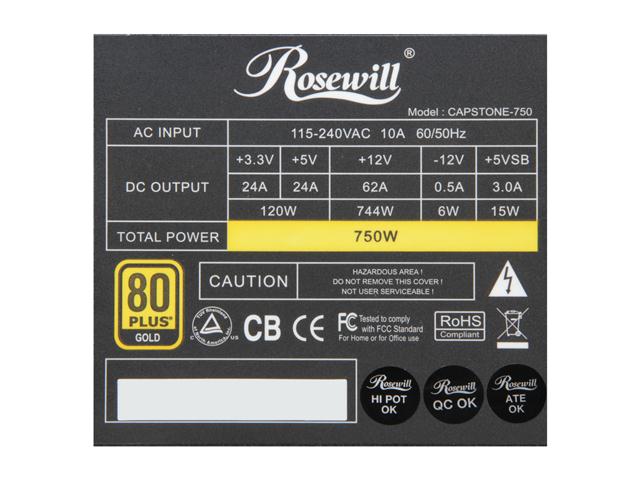 Rosewill®
Model : CAPSTONE-750
AC INPUT 115-240VAC 10A 60/50Hz
DC OUTPUT +3.3V +5V +12V -12V +5VSB
24A 24A 62A 0.5A 3.0A
120W 744W 6W 15W
TOTAL POWER 750W
80 PLUS® GOLD
CAUTION
HAZARDOUS AREA !
DO NOT REMOVE THIS COVER !
NOT USER SERVICEABLE !
C US
CB CE FC
Tested to comply
with FCC Standard
For Home or for Office use
RoHS
Compliant
Rosewill
HI POT
OK
Rosewill
QC OK
Rosewill
ATE
OK